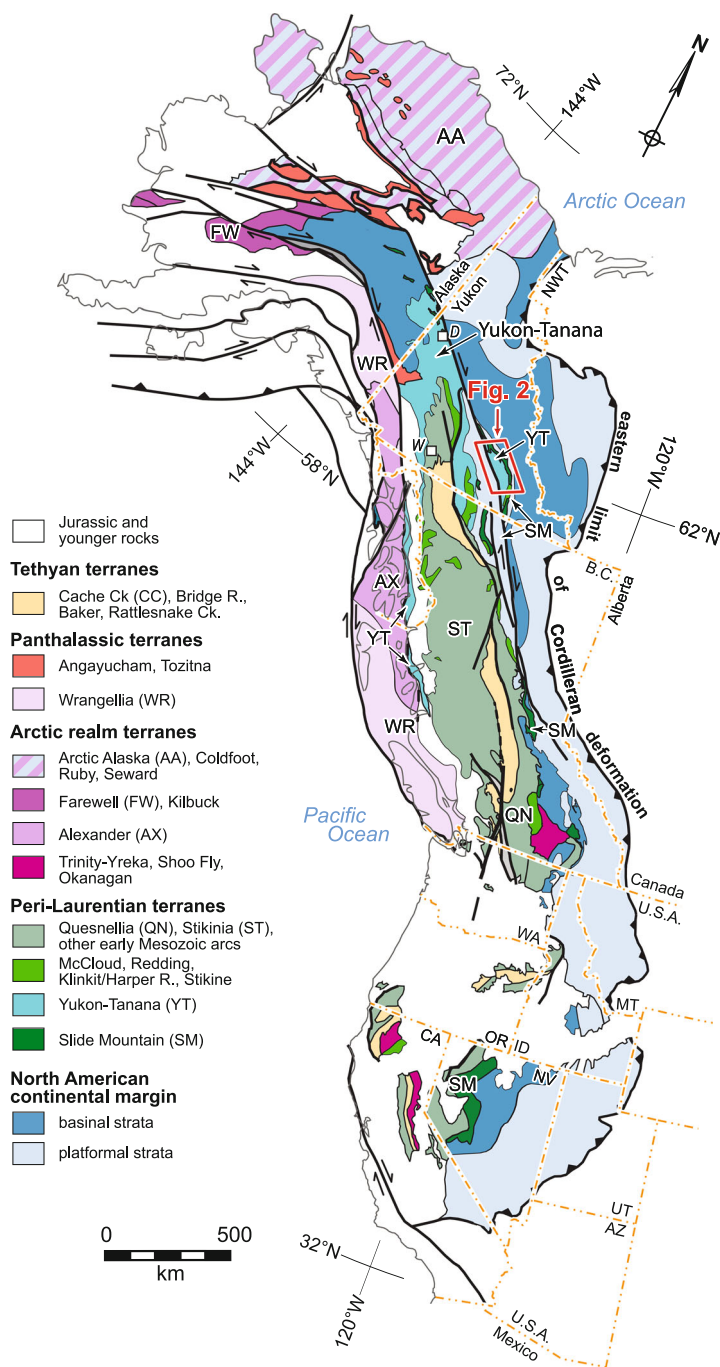 N
72°N
144°W
AA
Arctic Ocean
FW
Alaska
Yukon
NWT
D
Yukon-Tanana
WR
Fig. 2
YT
eastern
limit
of
Cordilleran
deformation
144°W
58°N
W
120°W
62°N
SM
B.C.
Alberta
AX
YT
ST
WR
SM
QN
Pacific
Ocean
Canada
U.S.A.
WA
MT
CA
OR
ID
SM
NV
UT
AZ
32°N
120°W
U.S.A.
Mexico
Jurassic and
younger rocks
Tethyan terranes
Cache Ck (CC), Bridge R.,
Baker, Rattlesnake Ck.
Panthalassic terranes
Angayucham, Tozitna
Wrangellia (WR)
Arctic realm terranes
Arctic Alaska (AA), Coldfoot,
Ruby, Seward
Farewell (FW), Kilbuck
Alexander (AX)
Trinity-Yreka, Shoo Fly,
Okanagan
Peri-Laurentian terranes
Quesnellia (QN), Stikinia (ST),
other early Mesozoic arcs
McCloud, Redding,
Klinkit/Harper R., Stikine
Yukon-Tanana (YT)
Slide Mountain (SM)
North American
continental margin
basinal strata
platformal strata
0 500
km